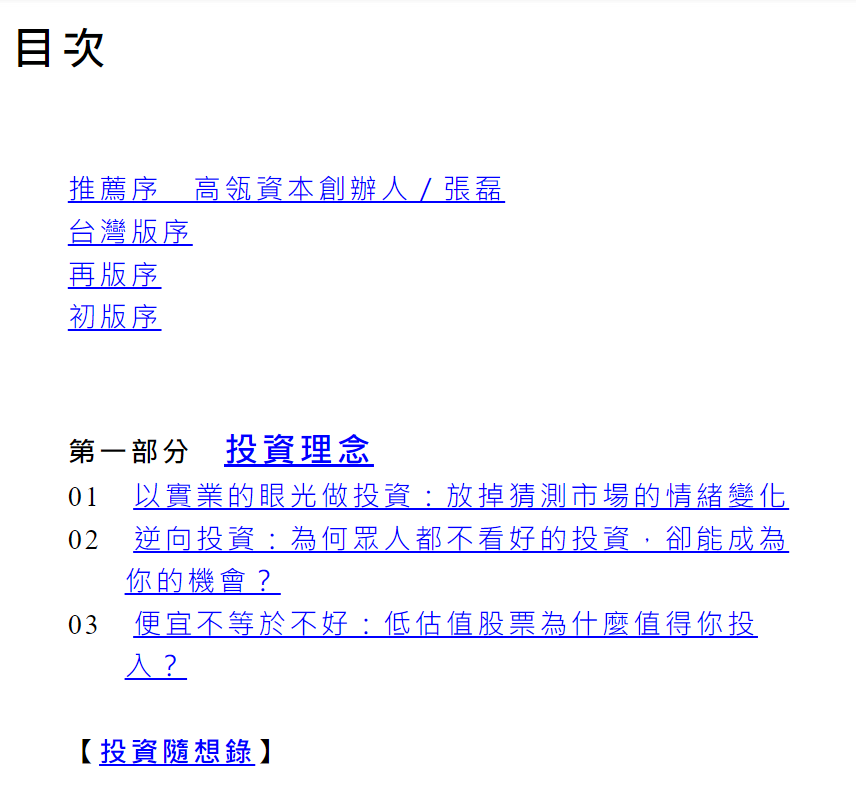 目次
推薦序　高瓴資本創辦人／張磊
台灣版序
再版序
初版序
第一部分　投資理念
01　以實業的眼光做投資：放掉猜測市場的情緒變化
02　逆向投資：為何眾人都不看好的投資，卻能成為
你的機會？
03　便宜不等於不好：低估值股票為什麼值得你投
入？
【投資隨想錄】